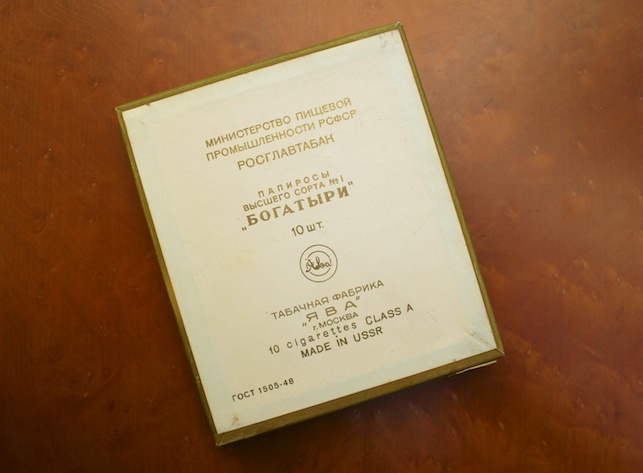 МИНИСТЕРСТВО ПИЩЕВОЙ
ПРОМЫШЛЕННОСТИ РСФСР
РОСГЛАВТАБАК
ПАПИРОСЫ
ВЫСШЕГО СОРТА №1
„БОГАТЫРИ"
10 шт.
Ява
ТАБАЧНАЯ ФАБРИКА
"ЯВА"
г. МОСКВА
10 cigarettes CLASS A
MADE IN USSR
ГОСТ 1505-48